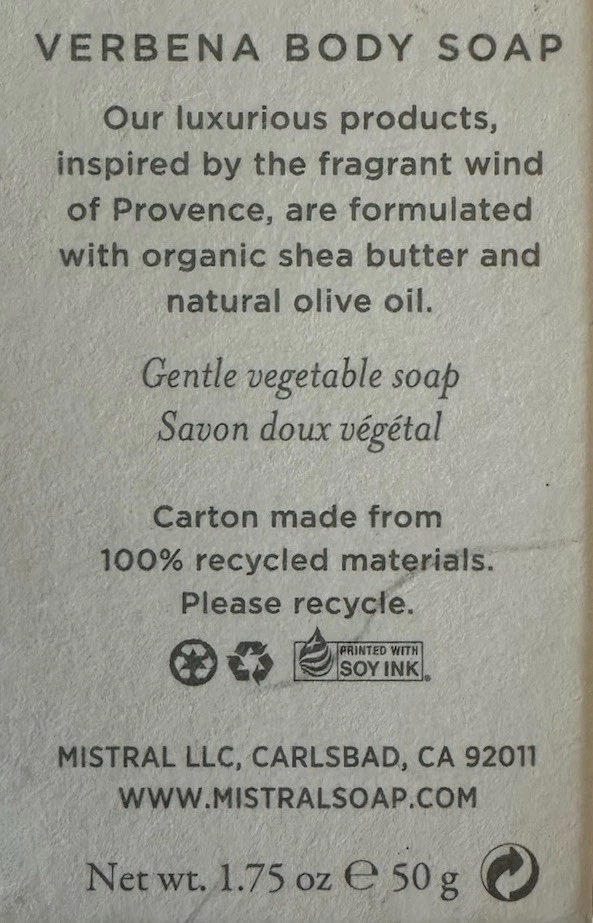 VERBENA BODY SOAP
Our luxurious products,
inspired by the fragrant wind
of Provence, are formulated
with organic shea butter and
natural olive oil.
Gentle vegetable soap
Savon doux végétal
Carton made from
100% recycled materials.
Please recycle.
PRINTED WITH
SOY INK
MISTRAL LLC, CARLSBAD, CA 92011
WWW.MISTRALSOAP.COM
Net wt. 1.75 oz ℮ 50 g